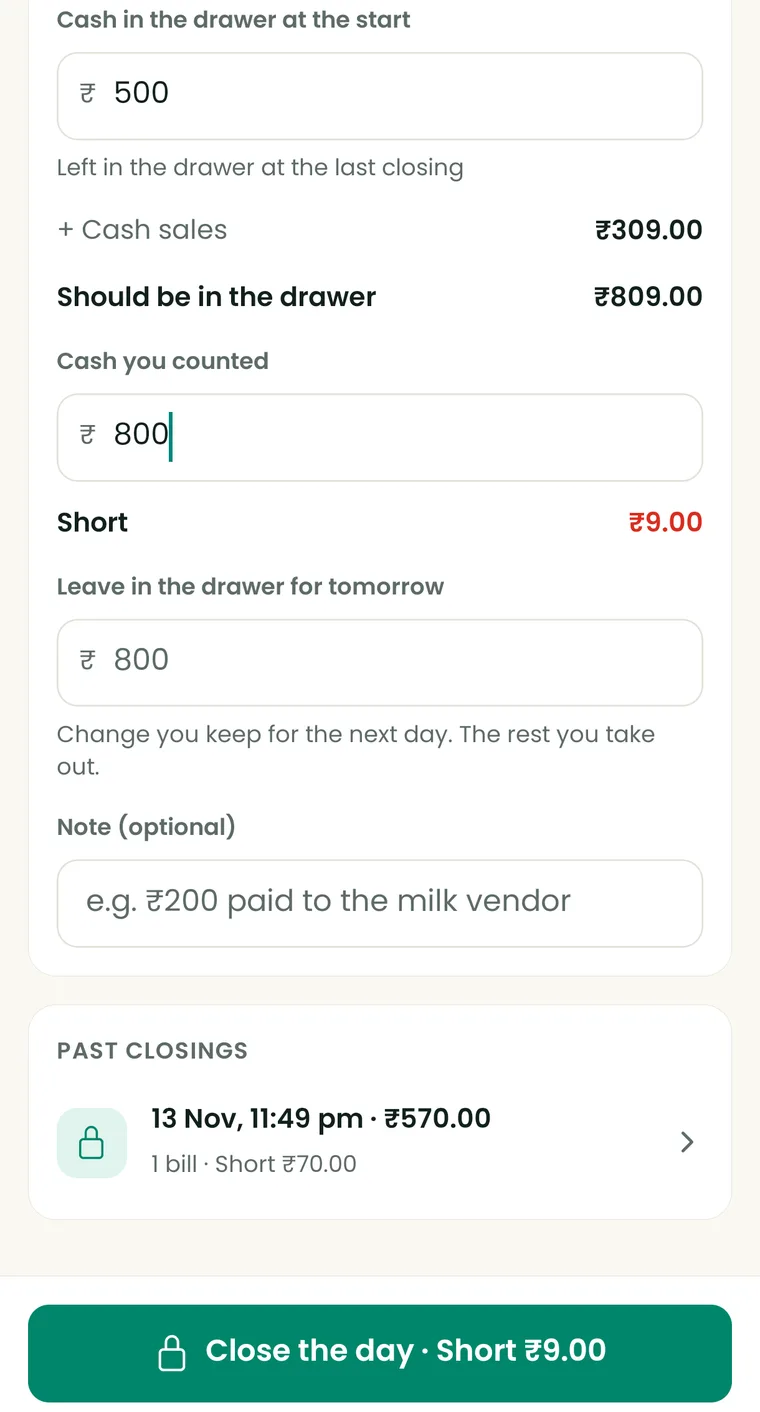 Cash in the drawer at the start
₹ 500
Left in the drawer at the last closing
+ Cash sales ₹309.00
Should be in the drawer ₹809.00
Cash you counted
₹ 800
Short ₹9.00
Leave in the drawer for tomorrow
₹ 800
Change you keep for the next day. The rest you take
out.
Note (optional)
e.g. ₹200 paid to the milk vendor
PAST CLOSINGS
13 Nov, 11:49 pm · ₹570.00
1 bill · Short ₹70.00
Close the day · Short ₹9.00